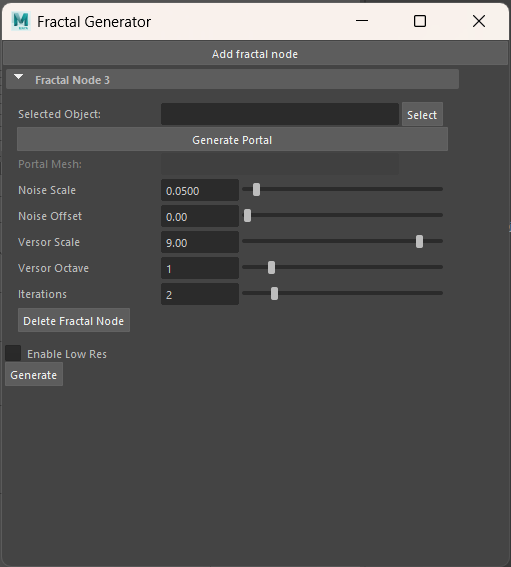 M
Fractal Generator
Add fractal node
Fractal Node 3
Selected Object: Select
Generate Portal
Portal Mesh:
Noise Scale 0.0500
Noise Offset 0.00
Versor Scale 9.00
Versor Octave 1
Iterations 2
Delete Fractal Node
Enable Low Res
Generate